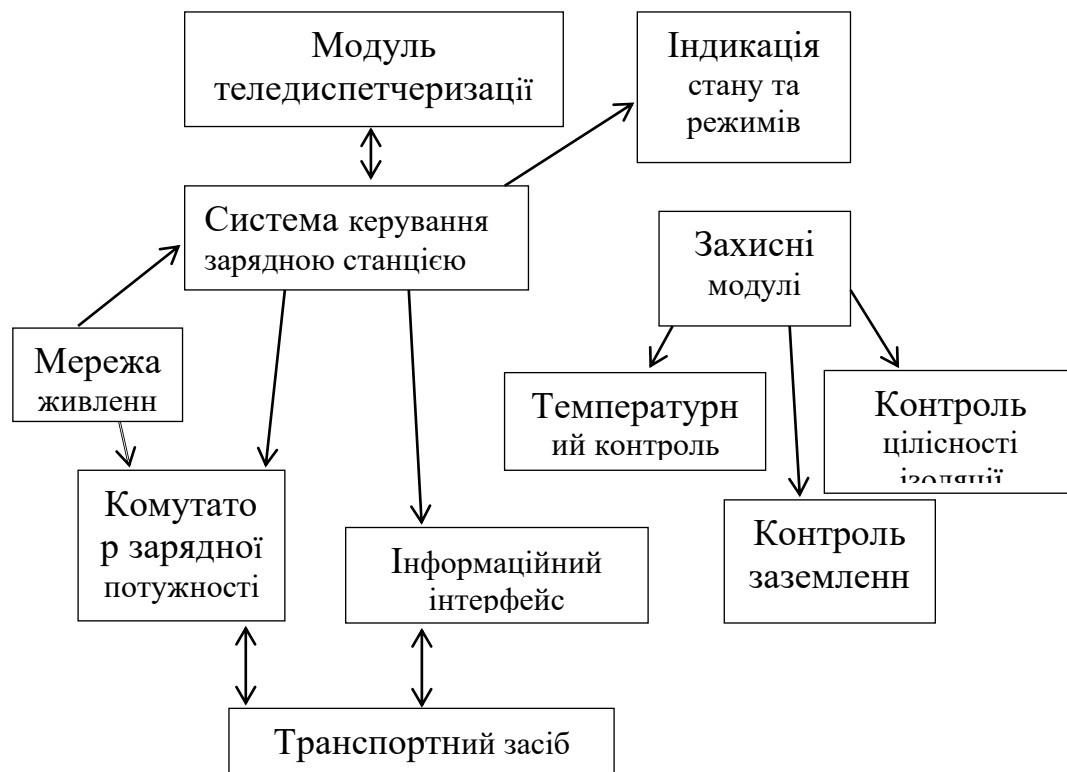 Модуль
теледиспетчеризації
Індикація
стану та
режимів
Система керування
зарядною станцією
Захисні
модулі
Мережа
живленн
Температурн
ий контроль
Контроль
цілісності
ізоляції
Комутато
р зарядної
потужності
Інформаційний
інтерфейс
Контроль
заземленн
Транспортний засіб